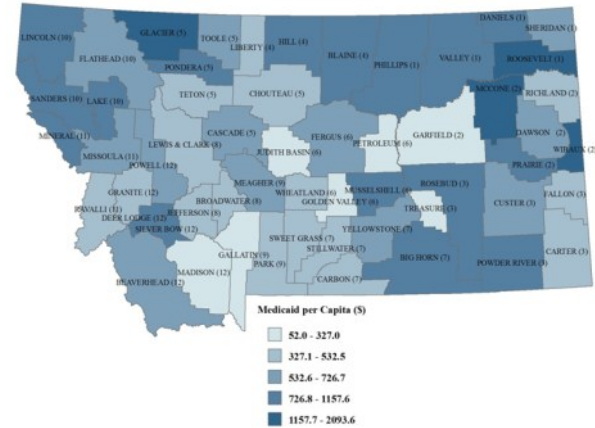 DANIELS (1)
SHERIDAN (1)
LINCOLN (10)
GLACIER (5)
TOOLE (5)
LIBERTY (4)
HILL (4)
BLAINE (4)
PHILLIPS (1)
VALLEY (1)
ROOSEVELT (1)
FLATHEAD (10)
PONDERA (5)
TETON (5)
CHOUTEAU (5)
MCCONE (2)
RICHLAND (2)
SANDERS (10)
LAKE (10)
MINERAL (11)
MISSOULA (11)
POWELL (12)
LEWIS & CLARK (8)
CASCADE (5)
JUDITH BASIN (6)
FERGUS (6)
PETROLEUM (6)
GARFIELD (2)
DAWSON (2)
WIBAUX (2)
PRAIRIE (2)
GRANITE (12)
RAVALLI (11)
DEER LODGE (12)
JEFFERSON (8)
BROADWATER (8)
MEAGHER (9)
WHEATLAND (6)
GOLDEN VALLEY (6)
MUSSELSHELL (6)
ROSEBUD (3)
TREASURE (3)
CUSTER (3)
FALLON (3)
SILVER BOW (12)
BEAVERHEAD (12)
MADISON (12)
GALLATIN (9)
PARK (9)
SWEET GRASS (7)
STILLWATER (7)
CARBON (7)
YELLOWSTONE (7)
BIG HORN (7)
POWDER RIVER (3)
CARTER (3)
Medicaid per Capita ($)
52.0 - 327.0
327.1 - 532.5
532.6 - 726.7
726.8 - 1157.6
1157.7 - 2093.6